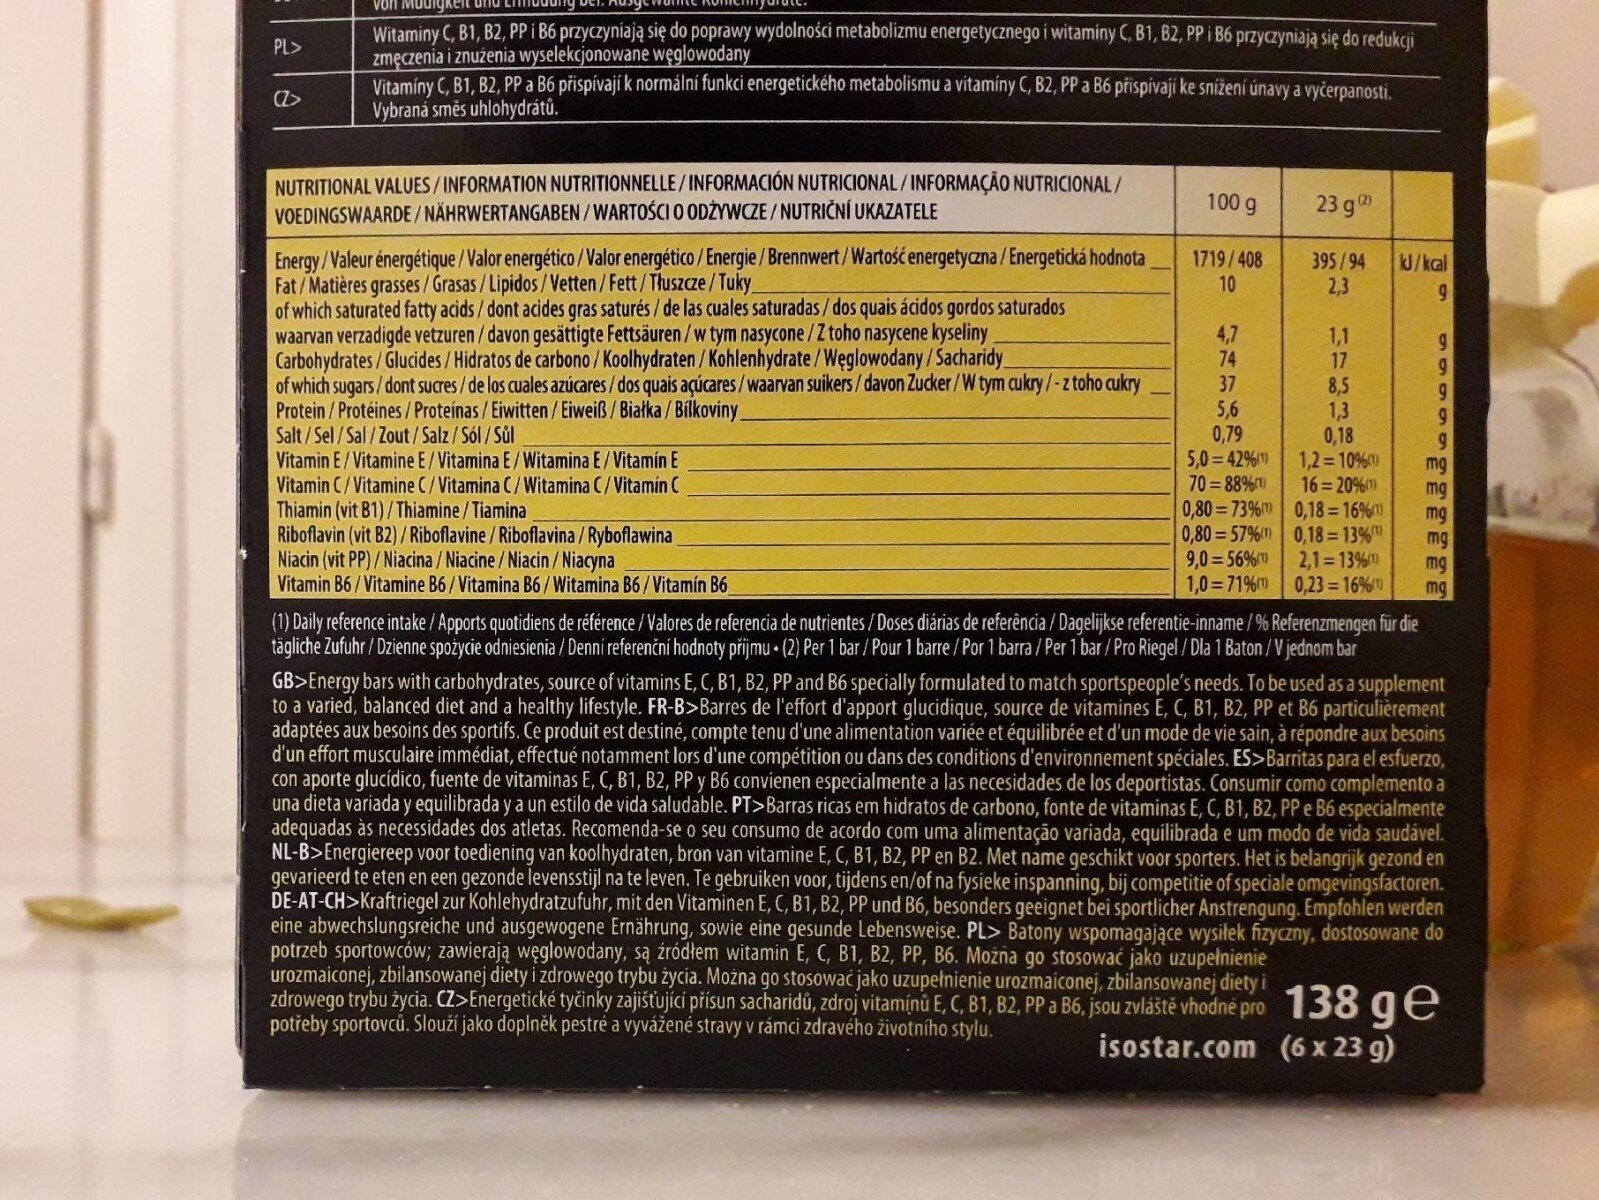 von Müdigkeit und Ermüdung bei. Ausgewählte Kohlenhydrate.
PL> Witaminy C, B1, B2, PP i B6 przyczyniają się do poprawy wydolności metabolizmu energetycznego i witaminy C, B1, B2, PP i B6 przyczyniają się do redukcji
zmęczenia i znużenia wyselekcjonowane węglowodany
CZ> Vitamíny C, B1, B2, PP a B6 přispívají k normální funkci energetického metabolismu a vitamíny C, B2, PP a B6 přispívají ke snížení únavy a vyčerpanosti.
Vybraná směs uhlohydrátů.
NUTRITIONAL VALUES / INFORMATION NUTRITIONNELLE / INFORMACIÓN NUTRICIONAL / INFORMAÇÃO NUTRICIONAL /
VOEDINGSWAARDE / NÄHRWERTANGABEN / WARTOŚCI O ODŻYWCZE / NUTRIČNÍ UKAZATELE 100 g 23 g (2)
Energy / Valeur énergétique / Valor energético / Valor energético / Energie / Brennwert / Wartość energetyczna / Energetická hodnota 1719 / 408 395 / 94 kJ / kcal
Fat / Matières grasses / Grasas / Lipidos / Vetten / Fett / Tłuszcze / Tuky 10 2,3 g
of which saturated fatty acids / dont acides gras saturés / de las cuales saturadas / dos quais ácidos gordos saturados
waarvan verzadigde vetzuren / davon gesättigte Fettsäuren / w tym nasycone / Z toho nasycene kyseliny 4,7 1,1 g
Carbohydrates / Glucides / Hidratos de carbono / Koolhydraten / Kohlenhydrate / Węglowodany / Sacharidy 74 17 g
of which sugars / dont sucres / de los cuales azúcares / dos quais açúcares / waarvan suikers / davon Zucker / W tym cukry / - z toho cukry 37 8,5 g
Protein / Protéines / Proteínas / Eiwitten / Eiweiß / Białka / Bílkoviny 5,6 1,3 g
Salt / Sel / Sal / Zout / Salz / Sól / Sůl 0,79 0,18 g
Vitamin E / Vitamine E / Vitamina E / Witamina E / Vitamín E 5,0 = 42%(1) 1,2 = 10%(1) mg
Vitamin C / Vitamine C / Vitamina C / Witamina C / Vitamín C 70 = 88%(1) 16 = 20%(1) mg
Thiamin (vit B1) / Thiamine / Tiamina 0,80 = 73%(1) 0,18 = 16%(1) mg
Riboflavin (vit B2) / Riboflavine / Riboflavina / Ryboflawina 0,80 = 57%(1) 0,18 = 13%(1) mg
Niacin (vit PP) / Niacina / Niacine / Niacin / Niacyna 9,0 = 56%(1) 2,1 = 13%(1) mg
Vitamin B6 / Vitamine B6 / Vitamina B6 / Witamina B6 / Vitamín B6 1,0 = 71%(1) 0,23 = 16%(1) mg
(1) Daily reference intake / Apports quotidiens de référence / Valores de referencia de nutrientes / Doses diárias de referência / Dagelijkse referentie-inname / % Referenzmengen für die
tägliche Zufuhr / Dzienne spożycie odniesienia / Denní referenční hodnoty příjmu • (2) Per 1 bar / Pour 1 barre / Por 1 barra / Per 1 bar / Pro Riegel / Dla 1 Baton / V jednom bar
GB>Energy bars with carbohydrates, source of vitamins E, C, B1, B2, PP and B6 specially formulated to match sportspeople's needs. To be used as a supplement
to a varied, balanced diet and a healthy lifestyle. FR-B>Barres de l'effort d'apport glucidique, source de vitamines E, C, B1, B2, PP et B6 particulièrement
adaptées aux besoins des sportifs. Ce produit est destiné, compte tenu d'une alimentation variée et équilibrée et d'un mode de vie sain, à répondre aux besoins
d'un effort musculaire immédiat, effectué notamment lors d'une compétition ou dans des conditions d'environnement spéciales. ES>Barritas para el esfuerzo,
con aporte glucídico, fuente de vitaminas E, C, B1, B2, PP y B6 convienen especialmente a las necesidades de los deportistas. Consumir como complemento a
una dieta variada y equilibrada y a un estilo de vida saludable. PT>Barras ricas em hidratos de carbono, fonte de vitaminas E, C, B1, B2, PP e B6 especialmente
adequadas às necessidades dos atletas. Recomenda-se o seu consumo de acordo com uma alimentação variada, equilibrada e um modo de vida saudável.
NL-B>Energiereep voor toediening van koolhydraten, bron van vitamine E, C, B1, B2, PP en B2. Met name geschikt voor sporters. Het is belangrijk gezond en
gevarieerd te eten en een gezonde levensstijl na te leven. Te gebruiken voor, tijdens en/of na fysieke inspanning, bij competitie of speciale omgevingsfactoren.
DE-AT-CH>Kraftriegel zur Kohlehydratzufuhr, mit den Vitaminen E, C, B1, B2, PP und B6, besonders geeignet bei sportlicher Anstrengung. Empfohlen werden
eine abwechslungsreiche und ausgewogene Ernährung, sowie eine gesunde Lebensweise. PL> Batony wspomagające wysiłek fizyczny, dostosowane do
potrzeb sportowców; zawierają węglowodany, są źródłem witamin E, C, B1, B2, PP, B6. Można go stosować jako uzupełnienie
urozmaiconej, zbilansowanej diety i zdrowego trybu życia. Można go stosować jako uzupełnienie urozmaiconej, zbilansowanej diety i
zdrowego trybu życia. CZ>Energetické tyčinky zajišťující přísun sacharidů, zdroj vitamínů E, C, B1, B2, PP a B6, jsou zvláště vhodné pro
potřeby sportovců. Slouží jako doplněk pestré a vyvážené stravy v rámci zdravého životního stylu.
138 g e
isostar.com (6 x 23 g)